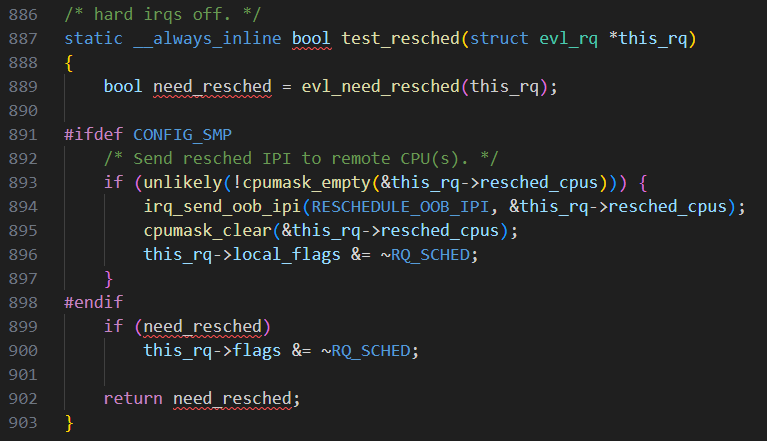 886 /* hard irqs off. */
887 static __always_inline bool test_resched(struct evl_rq *this_rq)
888 {
889     bool need_resched = evl_need_resched(this_rq);
890
891 #ifdef CONFIG_SMP
892     /* Send resched IPI to remote CPU(s). */
893     if (unlikely(!cpumask_empty(&this_rq->resched_cpus))) {
894         irq_send_oob_ipi(RESCHEDULE_OOB_IPI, &this_rq->resched_cpus);
895         cpumask_clear(&this_rq->resched_cpus);
896         this_rq->local_flags &= ~RQ_SCHED;
897     }
898 #endif
899     if (need_resched)
900         this_rq->flags &= ~RQ_SCHED;
901
902     return need_resched;
903 }